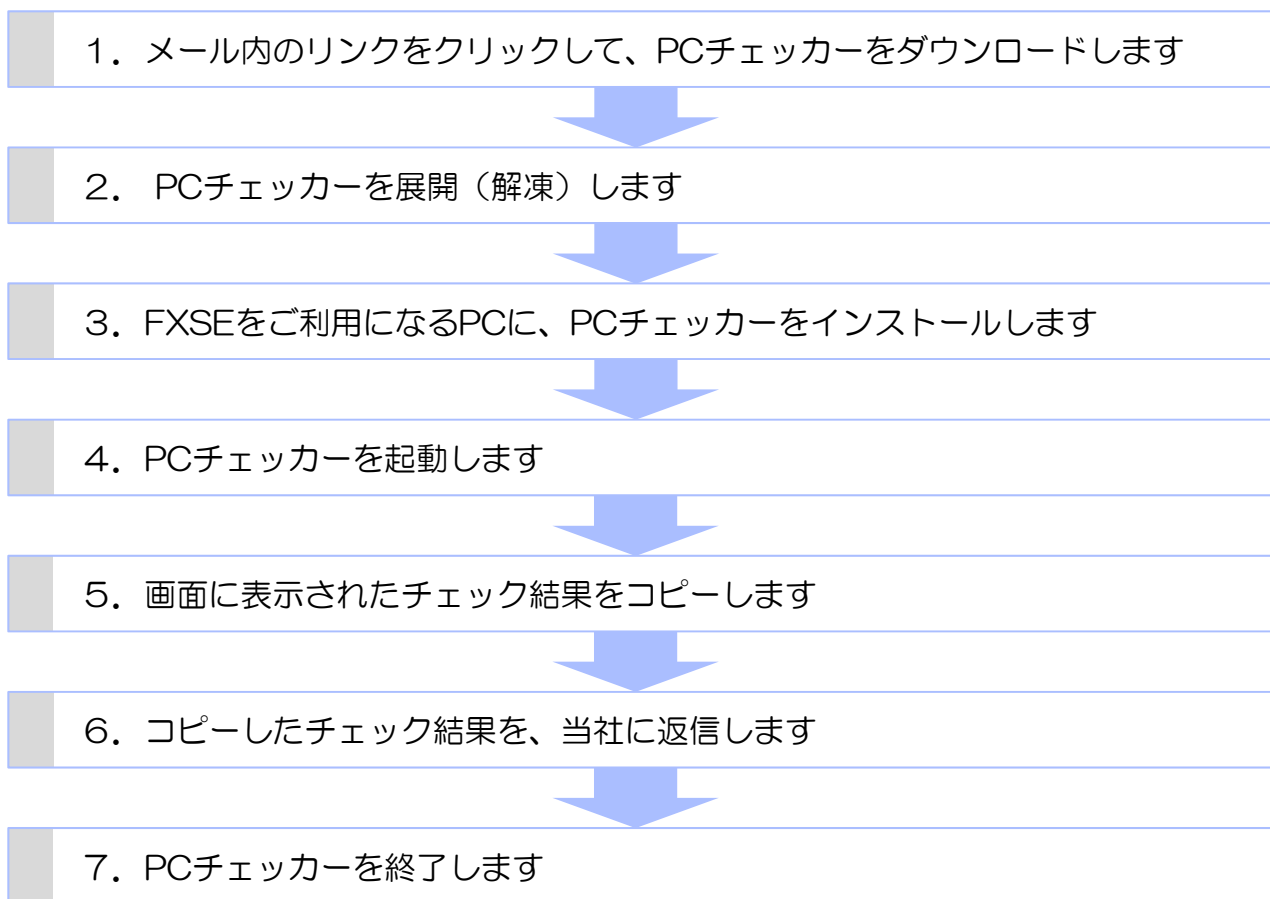 １．メール内のリンクをクリックして、PCチェッカーをダウンロードします
２． PCチェッカーを展開（解凍）します
３．FXSEをご利用になるPCに、PCチェッカーをインストールします
４．PCチェッカーを起動します
５．画面に表示されたチェック結果をコピーします
６．コピーしたチェック結果を、当社に返信します
７．PCチェッカーを終了します